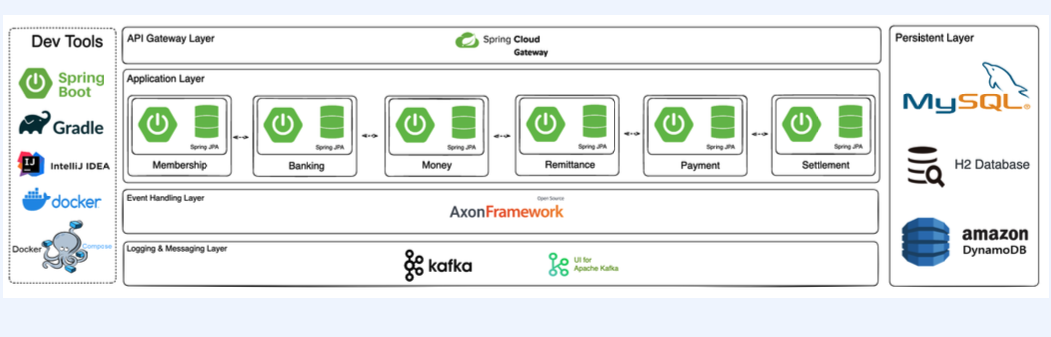 Dev Tools
Spring
Boot
Gradle
IJ
IntelliJ IDEA
docker
Docker
Compose
API Gateway Layer
Spring Cloud
Gateway
Application Layer
Spring JPA
Membership
Spring JPA
Banking
Spring JPA
Money
Spring JPA
Remittance
Spring JPA
Payment
Spring JPA
Settlement
Event Handling Layer
Open Source
AxonFramework
Logging & Messaging Layer
kafka
UI for
Apache Kafka
Persistent Layer
MySQL®
H2 Database
amazon
DynamoDB